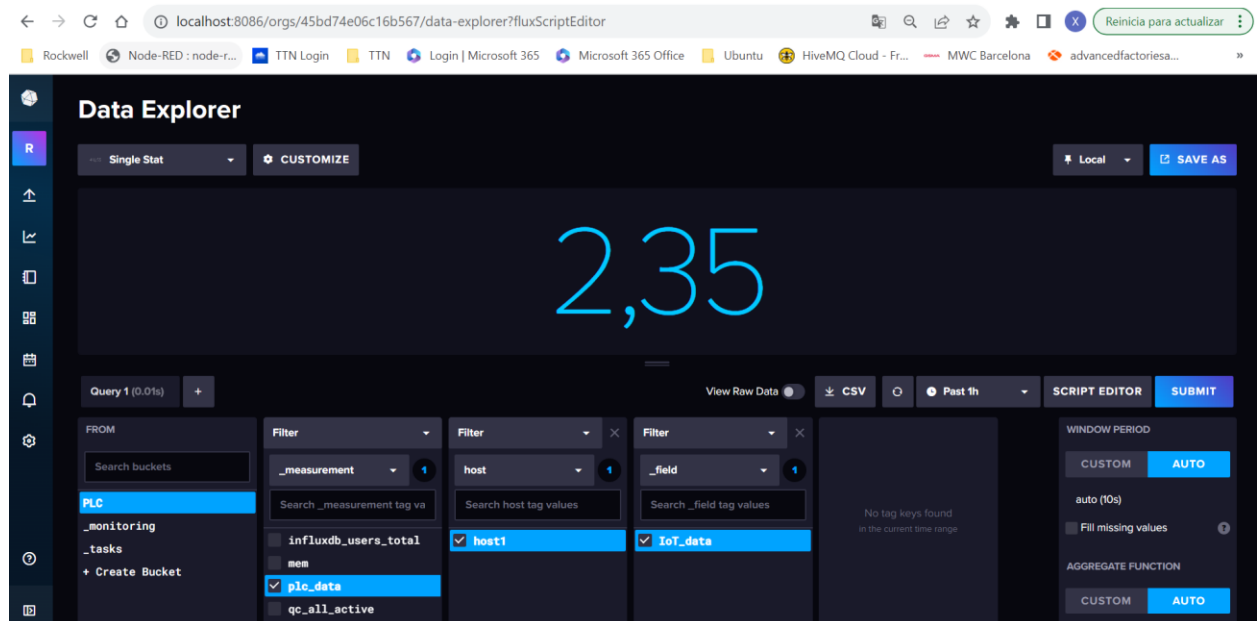 localhost:8086/orgs/45bd74e06c16b567/data-explorer?fluxScriptEditor
X
Reinicia para actualizar
Rockwell
Node-RED : node-r...
TTN Login
TTN
Login | Microsoft 365
Microsoft 365 Office
Ubuntu
HiveMQ Cloud - Fr...
MWC Barcelona
advancedfactoriesa...
»
R
Data Explorer
Single Stat
CUSTOMIZE
Local
SAVE AS
2,35
Query 1 (0.01s)
+
View Raw Data
CSV
Past 1h
SCRIPT EDITOR
SUBMIT
FROM
Search buckets
PLC
_monitoring
_tasks
+ Create Bucket
Filter
_measurement
1
Search _measurement tag va
influxdb_users_total
mem
plc_data
qc_all_active
Filter
host
1
Search host tag values
host1
Filter
_field
1
Search _field tag values
IoT_data
No tag keys found
in the current time range
WINDOW PERIOD
CUSTOM
AUTO
auto (10s)
Fill missing values
?
AGGREGATE FUNCTION
CUSTOM
AUTO